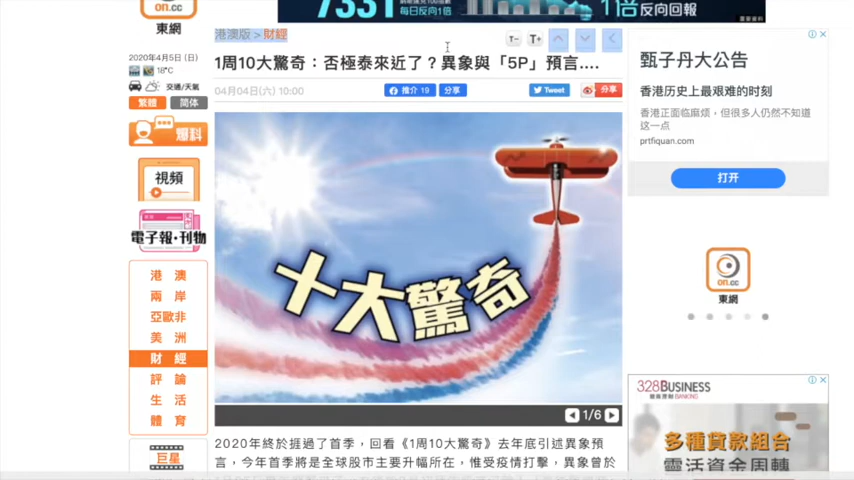 on.cc
東網
7331
每日反向1倍
1倍反向回報
港澳版 > 財經
T- T+
2020年4月5日 (日)
18°C
交通/天氣
繁體 簡体
爆料
視頻
電子報‧刊物
港 澳
兩 岸
亞歐非
美 洲
財 經
評 論
生 活
體 育
巨星
1周10大驚奇：否極泰來近了？異象與「5P」預言....
04月04日(六) 10:00
推介 19 分享
Tweet
分享
十大驚奇
1/6
2020年終於捱過了首季，回看《1周10大驚奇》去年底引述異象預
言，今年首季將是全球股市主要升幅所在，惟受疫情打擊，異象曾於
甄子丹大公告
香港历史上最艰难的时刻
香港正面临麻烦，但很多人仍然不知道
这一点
prtfiquan.com
打开
on.cc
東網
328BUSINESS
BANKING
多種貸款組合
靈活資金周轉